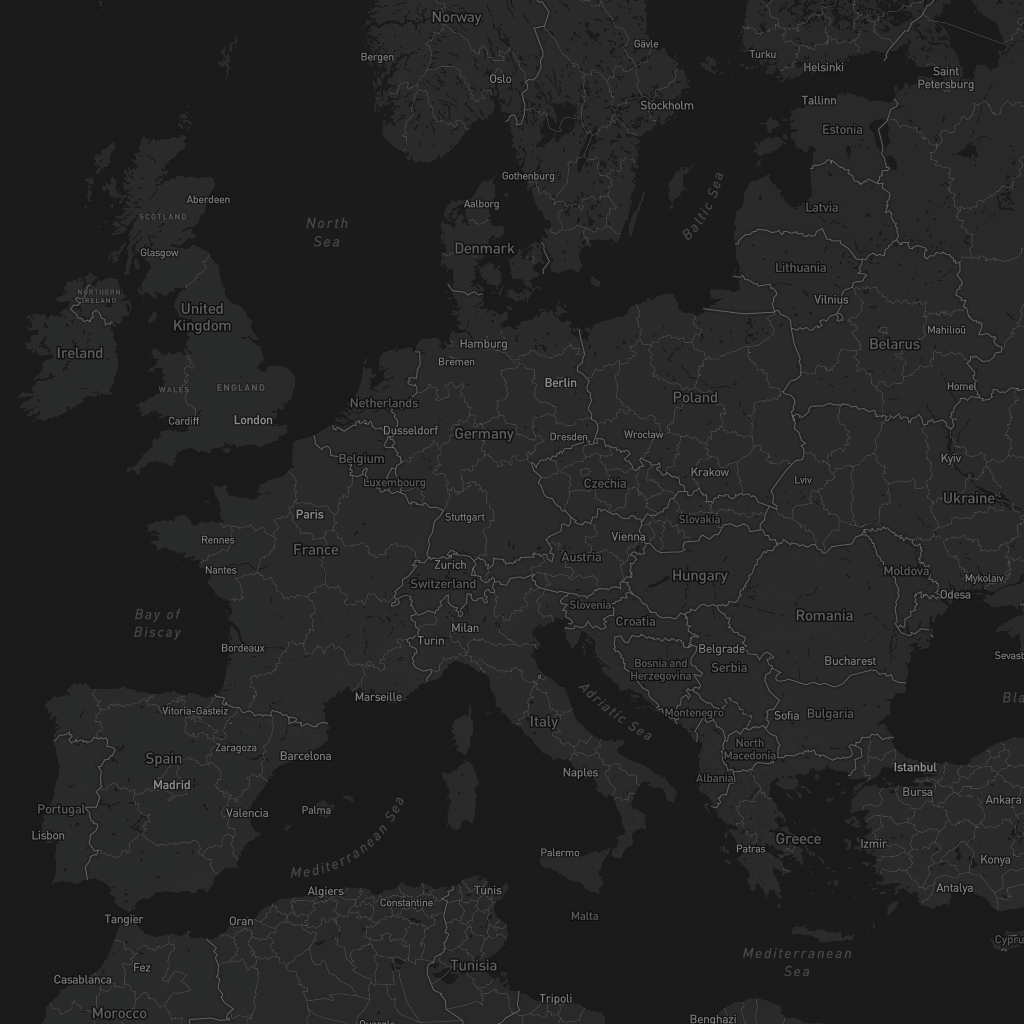 Norway
Gävle
Bergen
Turku
Helsinki
Saint
Petersburg
Oslo
Stockholm
Tallinn
Estonia
Gothenburg
Aberdeen
Aalborg
Baltic Sea
Latvia
SCOTLAND
North
Sea
Glasgow
Denmark
Lithuania
NORTHERN
IRELAND
Vilnius
United
Kingdom
Mahilioŭ
Belarus
Hamburg
Ireland
Bremen
Berlin
WALES
ENGLAND
Homel
Netherlands
Poland
Cardiff
London
Dusseldorf
Germany
Dresden
Wrocław
Belgium
Kyiv
Krakow
Luxembourg
Czechia
Lviv
Ukraine
Paris
Stuttgart
Slovakia
Rennes
Vienna
France
Austria
Zurich
Nantes
Moldova
Switzerland
Hungary
Mykolaiv
Odesa
Slovenia
Bay of
Biscay
Romania
Croatia
Milan
Turin
Bordeaux
Belgrade
Sevast
Bosnia and
Herzegovina
Serbia
Bucharest
Marseille
Adriatic Sea
Bla
Vitoria-Gasteiz
Montenegro
Sofia
Bulgaria
Italy
Zaragoza
Barcelona
North
Macedonia
Spain
Istanbul
Naples
Albania
Madrid
Bursa
Ankara
Portugal
Palma
Valencia
Lisbon
Mediterranean Sea
Greece
Izmir
Patras
Palermo
Konya
Algiers
Tunis
Antalya
Constantine
Tangier
Oran
Malta
Cypru
Mediterranean
Sea
Fez
Tunisia
Casablanca
Tripoli
Morocco
Benghazi
Ouargla